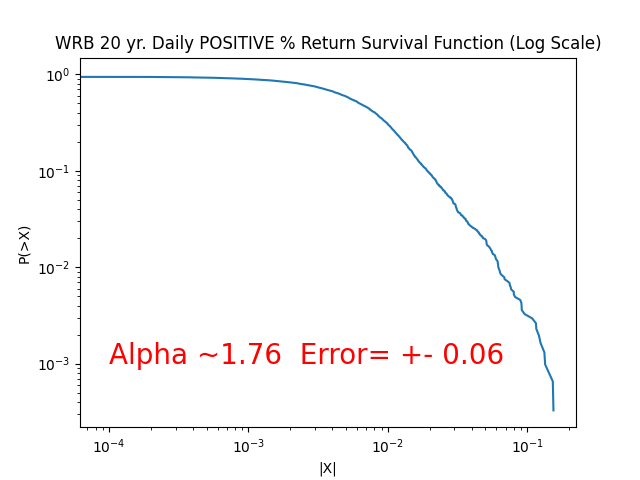 WRB 20 yr. Daily POSITIVE % Return Survival Function (Log Scale)
10⁰
10⁻¹
10⁻²
10⁻³
P(>X)
Alpha ~1.76  Error= +- 0.06
10⁻⁴
10⁻³
10⁻²
10⁻¹
|X|